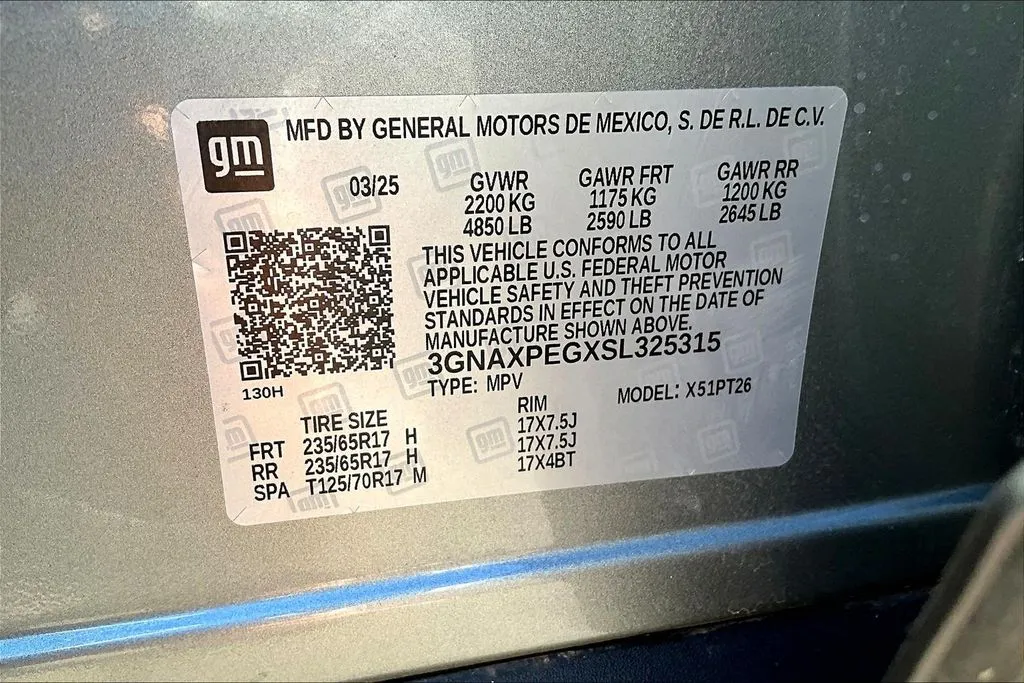 gm
MFD BY GENERAL MOTORS DE MEXICO, S. DE R.L. DE C.V.
03/25
GVWR
2200 KG
4850 LB
GAWR FRT
1175 KG
2590 LB
GAWR RR
1200 KG
2645 LB
THIS VEHICLE CONFORMS TO ALL
APPLICABLE U.S. FEDERAL MOTOR
VEHICLE SAFETY AND THEFT PREVENTION
STANDARDS IN EFFECT ON THE DATE OF
MANUFACTURE SHOWN ABOVE.
3GNAXPEGXSL325315
TYPE: MPV
MODEL: X51PT26
130H
TIRE SIZE
RIM
FRT 235/65R17 H 17X7.5J
RR 235/65R17 H 17X7.5J
SPA T125/70R17 M 17X4BT